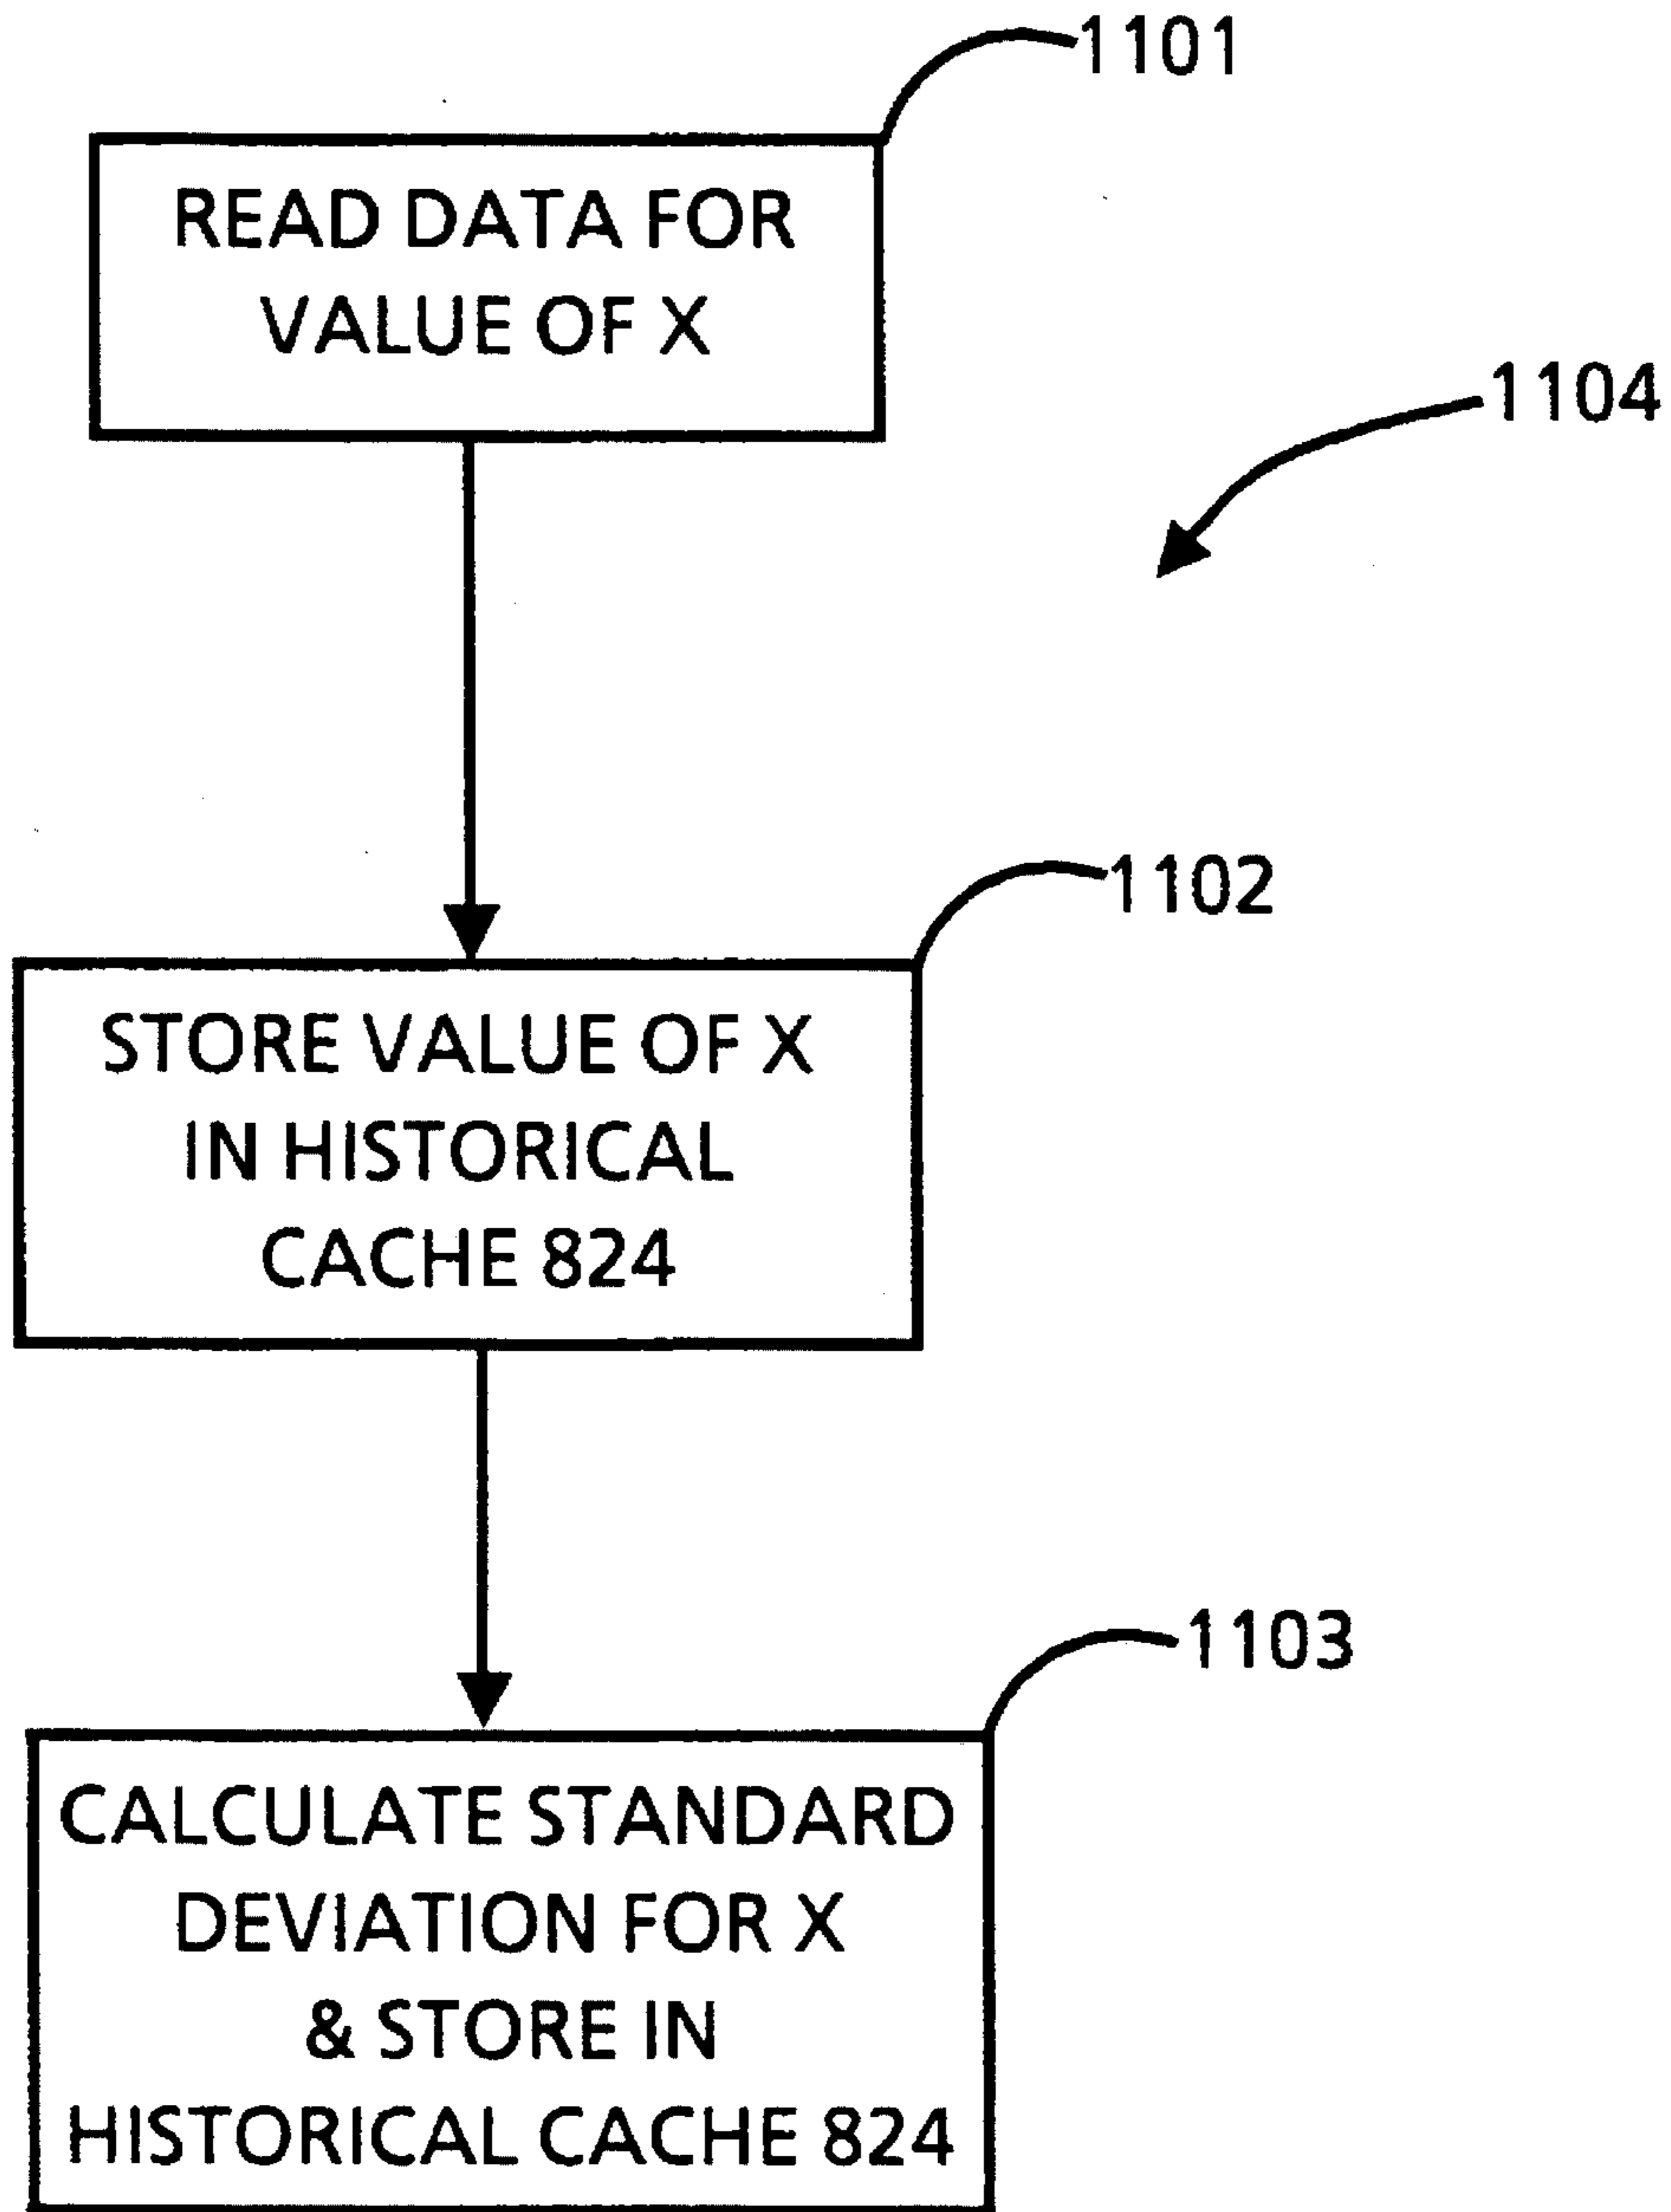 1101
READ DATA FOR
VALUE OF X
1104
1102
STORE VALUE OF X
IN HISTORICAL
CACHE 824
1103
CALCULATE STANDARD
DEVIATION FOR X
& STORE IN
HISTORICAL CACHE 824